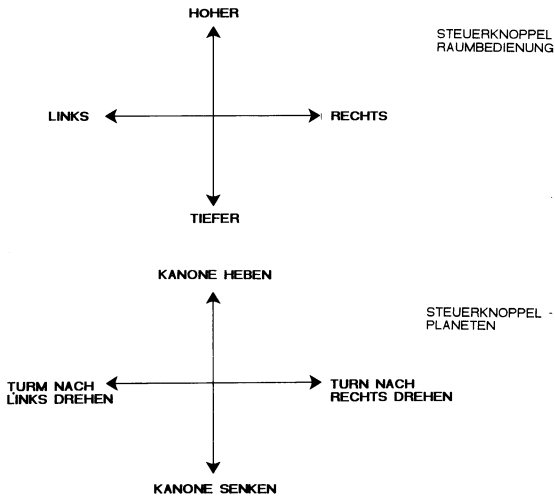 HOHER
STEUERKNOPPEL
RAUMBEDIENUNG
LINKS
RECHTS
TIEFER
KANONE HEBEN
STEUERKNOPPEL -
PLANETEN
TURM NACH
LINKS DREHEN
TURN NACH
RECHTS DREHEN
KANONE SENKEN